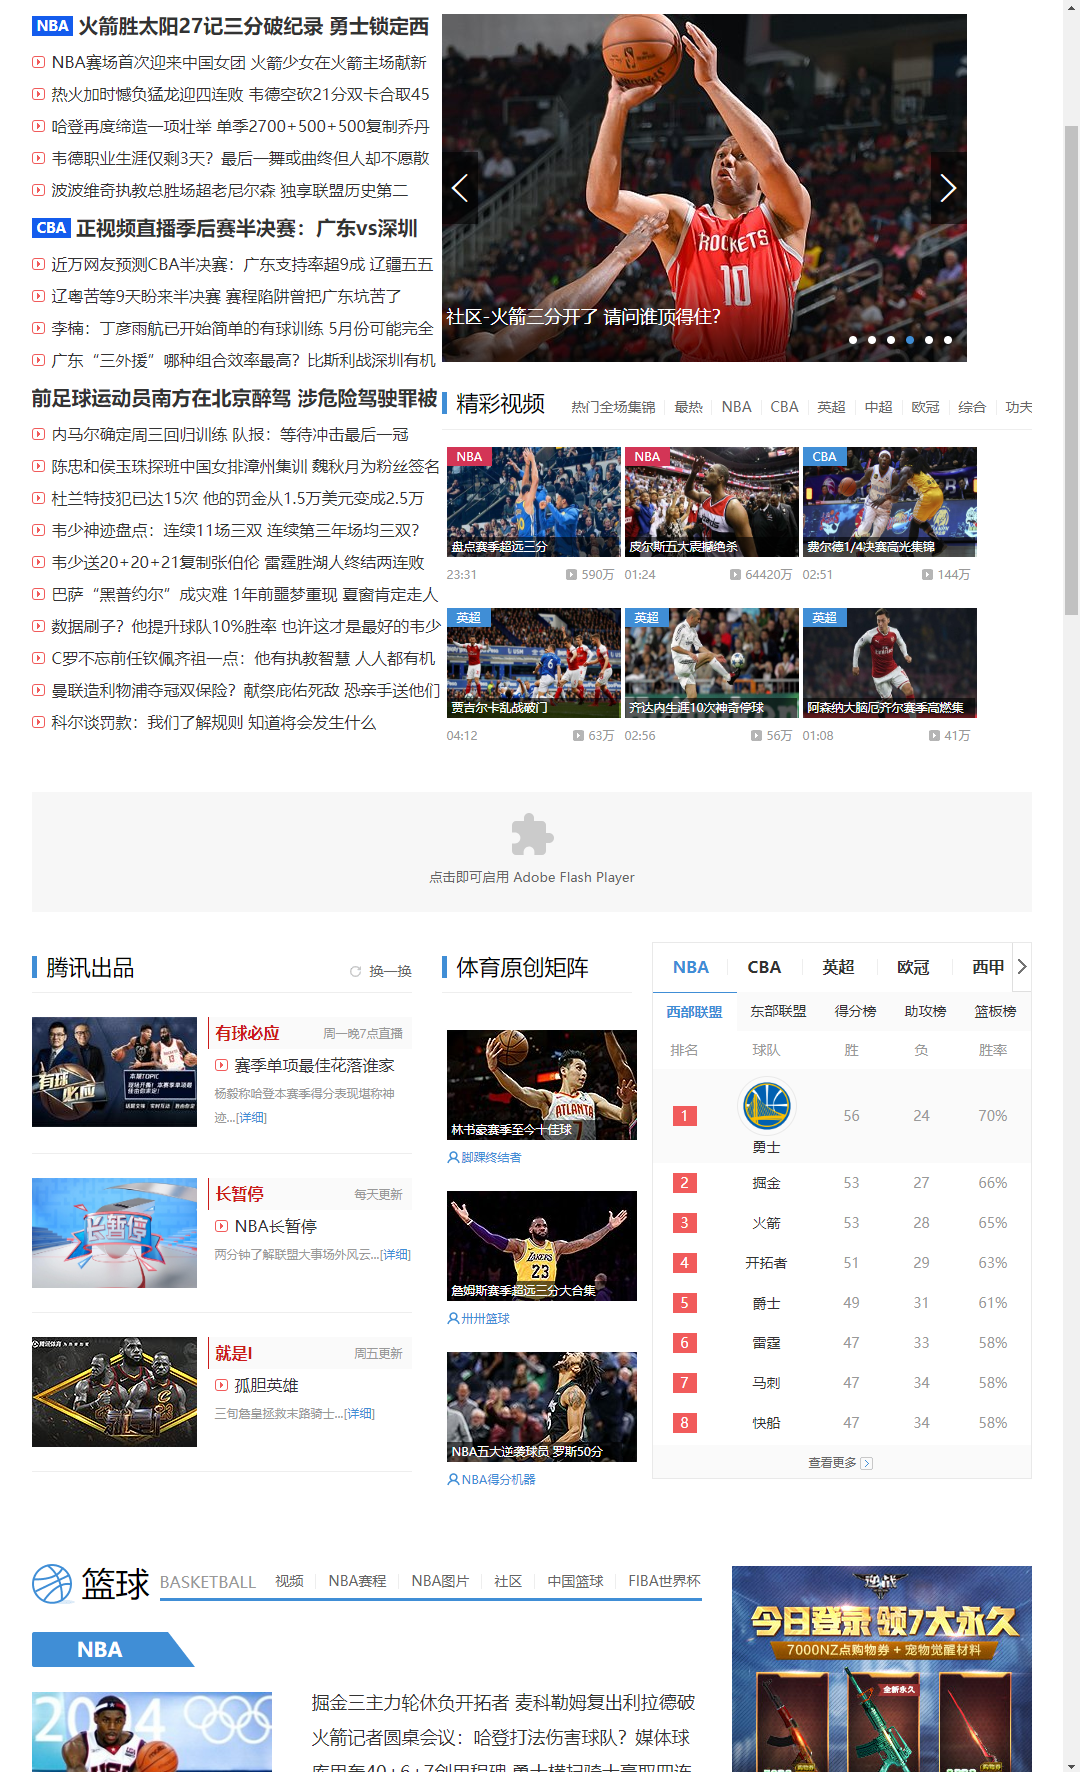 NBA 火箭胜太阳27记三分破纪录 勇士锁定西
NBA赛场首次迎来中国女团 火箭少女在火箭主场献新
热火加时憾负猛龙迎四连败 韦德空砍21分双卡合取45
哈登再度缔造一项壮举 单季2700+500+500复制乔丹
韦德职业生涯仅剩3天？最后一舞或曲终但人却不愿散
波波维奇执教总胜场超老尼尔森 独享联盟历史第二
CBA 正视频直播季后赛半决赛：广东vs深圳
近万网友预测CBA半决赛：广东支持率超9成 辽疆五五
辽粤苦等9天盼来半决赛 赛程陷阱曾把广东坑苦了
李楠：丁彦雨航已开始简单的有球训练 5月份可能完全
广东“三外援”哪种组合效率最高？比斯利战深圳有机
前足球运动员南方在北京醉驾 涉危险驾驶罪被
内马尔确定周三回归训练 队报：等待冲击最后一冠
陈忠和侯玉珠探班中国女排漳州集训 魏秋月为粉丝签名
杜兰特技犯已达15次 他的罚金从1.5万美元变成2.5万
韦少神迹盘点：连续11场三双 连续第三年场均三双？
韦少送20+20+21复制张伯伦 雷霆胜湖人终结两连败
巴萨“黑普约尔”成灾难 1年前噩梦重现 夏窗肯定走人
数据刷子？他提升球队10%胜率 也许这才是最好的韦少
C罗不忘前任钦佩齐祖一点：他有执教智慧 人人都有机
曼联造利物浦夺冠双保险？献祭庇佑死敌 恐亲手送他们
科尔谈罚款：我们了解规则 知道将会发生什么
ROCKETS
10
社区-火箭三分开了 请问谁顶得住？
精彩视频 热门全场集锦 最热 NBA CBA 英超 中超 欧冠 综合 功夫
NBA NBA CBA
盘点赛季超远三分 皮尔斯五大震撼绝杀 费尔德1/4决赛高光集锦
23:31 590万 01:24 64420万 02:51 144万
英超 英超 英超
贾吉尔卡乱战破门 齐达内生涯10次神奇停球 阿森纳大脑厄齐尔赛季高燃集
04:12 63万 02:56 56万 01:08 41万
点击即可启用 Adobe Flash Player
腾讯出品 换一换
有球必应
有球必应 周一晚7点直播
赛季单项最佳花落谁家
杨毅称哈登本赛季得分表现堪称神
迹...[详细]
长暂停
长暂停 每天更新
NBA长暂停
两分钟了解联盟大事场外风云...[详细]
就是I 周五更新
孤胆英雄
三旬詹皇拯救末路骑士...[详细]
体育原创矩阵
ATLANTA
林书豪赛季至今十佳球
脚踝终结者
LAKERS
23
詹姆斯赛季超远三分大合集
卅卅篮球
NBA五大逆袭球员 罗斯50分
NBA得分机器
NBA CBA 英超 欧冠 西甲
西部联盟 东部联盟 得分榜 助攻榜 篮板榜
排名 球队 胜 负 胜率
1 勇士 56 24 70%
2 掘金 53 27 66%
3 火箭 53 28 65%
4 开拓者 51 29 63%
5 爵士 49 31 61%
6 雷霆 47 33 58%
7 马刺 47 34 58%
8 快船 47 34 58%
查看更多
篮球 BASKETBALL 视频 NBA赛程 NBA图片 社区 中国篮球 FIBA世界杯
NBA
掘金三主力轮休负开拓者 麦科勒姆复出利拉德破
火箭记者圆桌会议：哈登打法伤害球队？媒体球
库里轰40+6+7创里程碑 勇士横扫骑士豪取四连
逆战
今日登录 领7大永久
7000NZ点购物券 + 宠物觉醒材料
全新永久